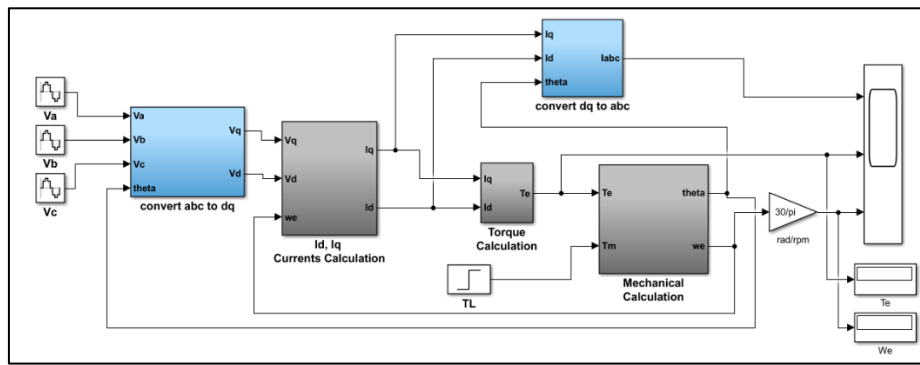 Va
Vb
Vc
Va
Vb
Vc
theta
Vq
Vd
convert abc to dq
Vq
Vd
we
Iq
Id
Id, Iq
Currents Calculation
Iq
Id
theta
Iabc
convert dq to abc
Iq
Id
Te
Torque
Calculation
TL
Te
Tm
theta
we
Mechanical
Calculation
30/pi
rad/rpm
Te
We